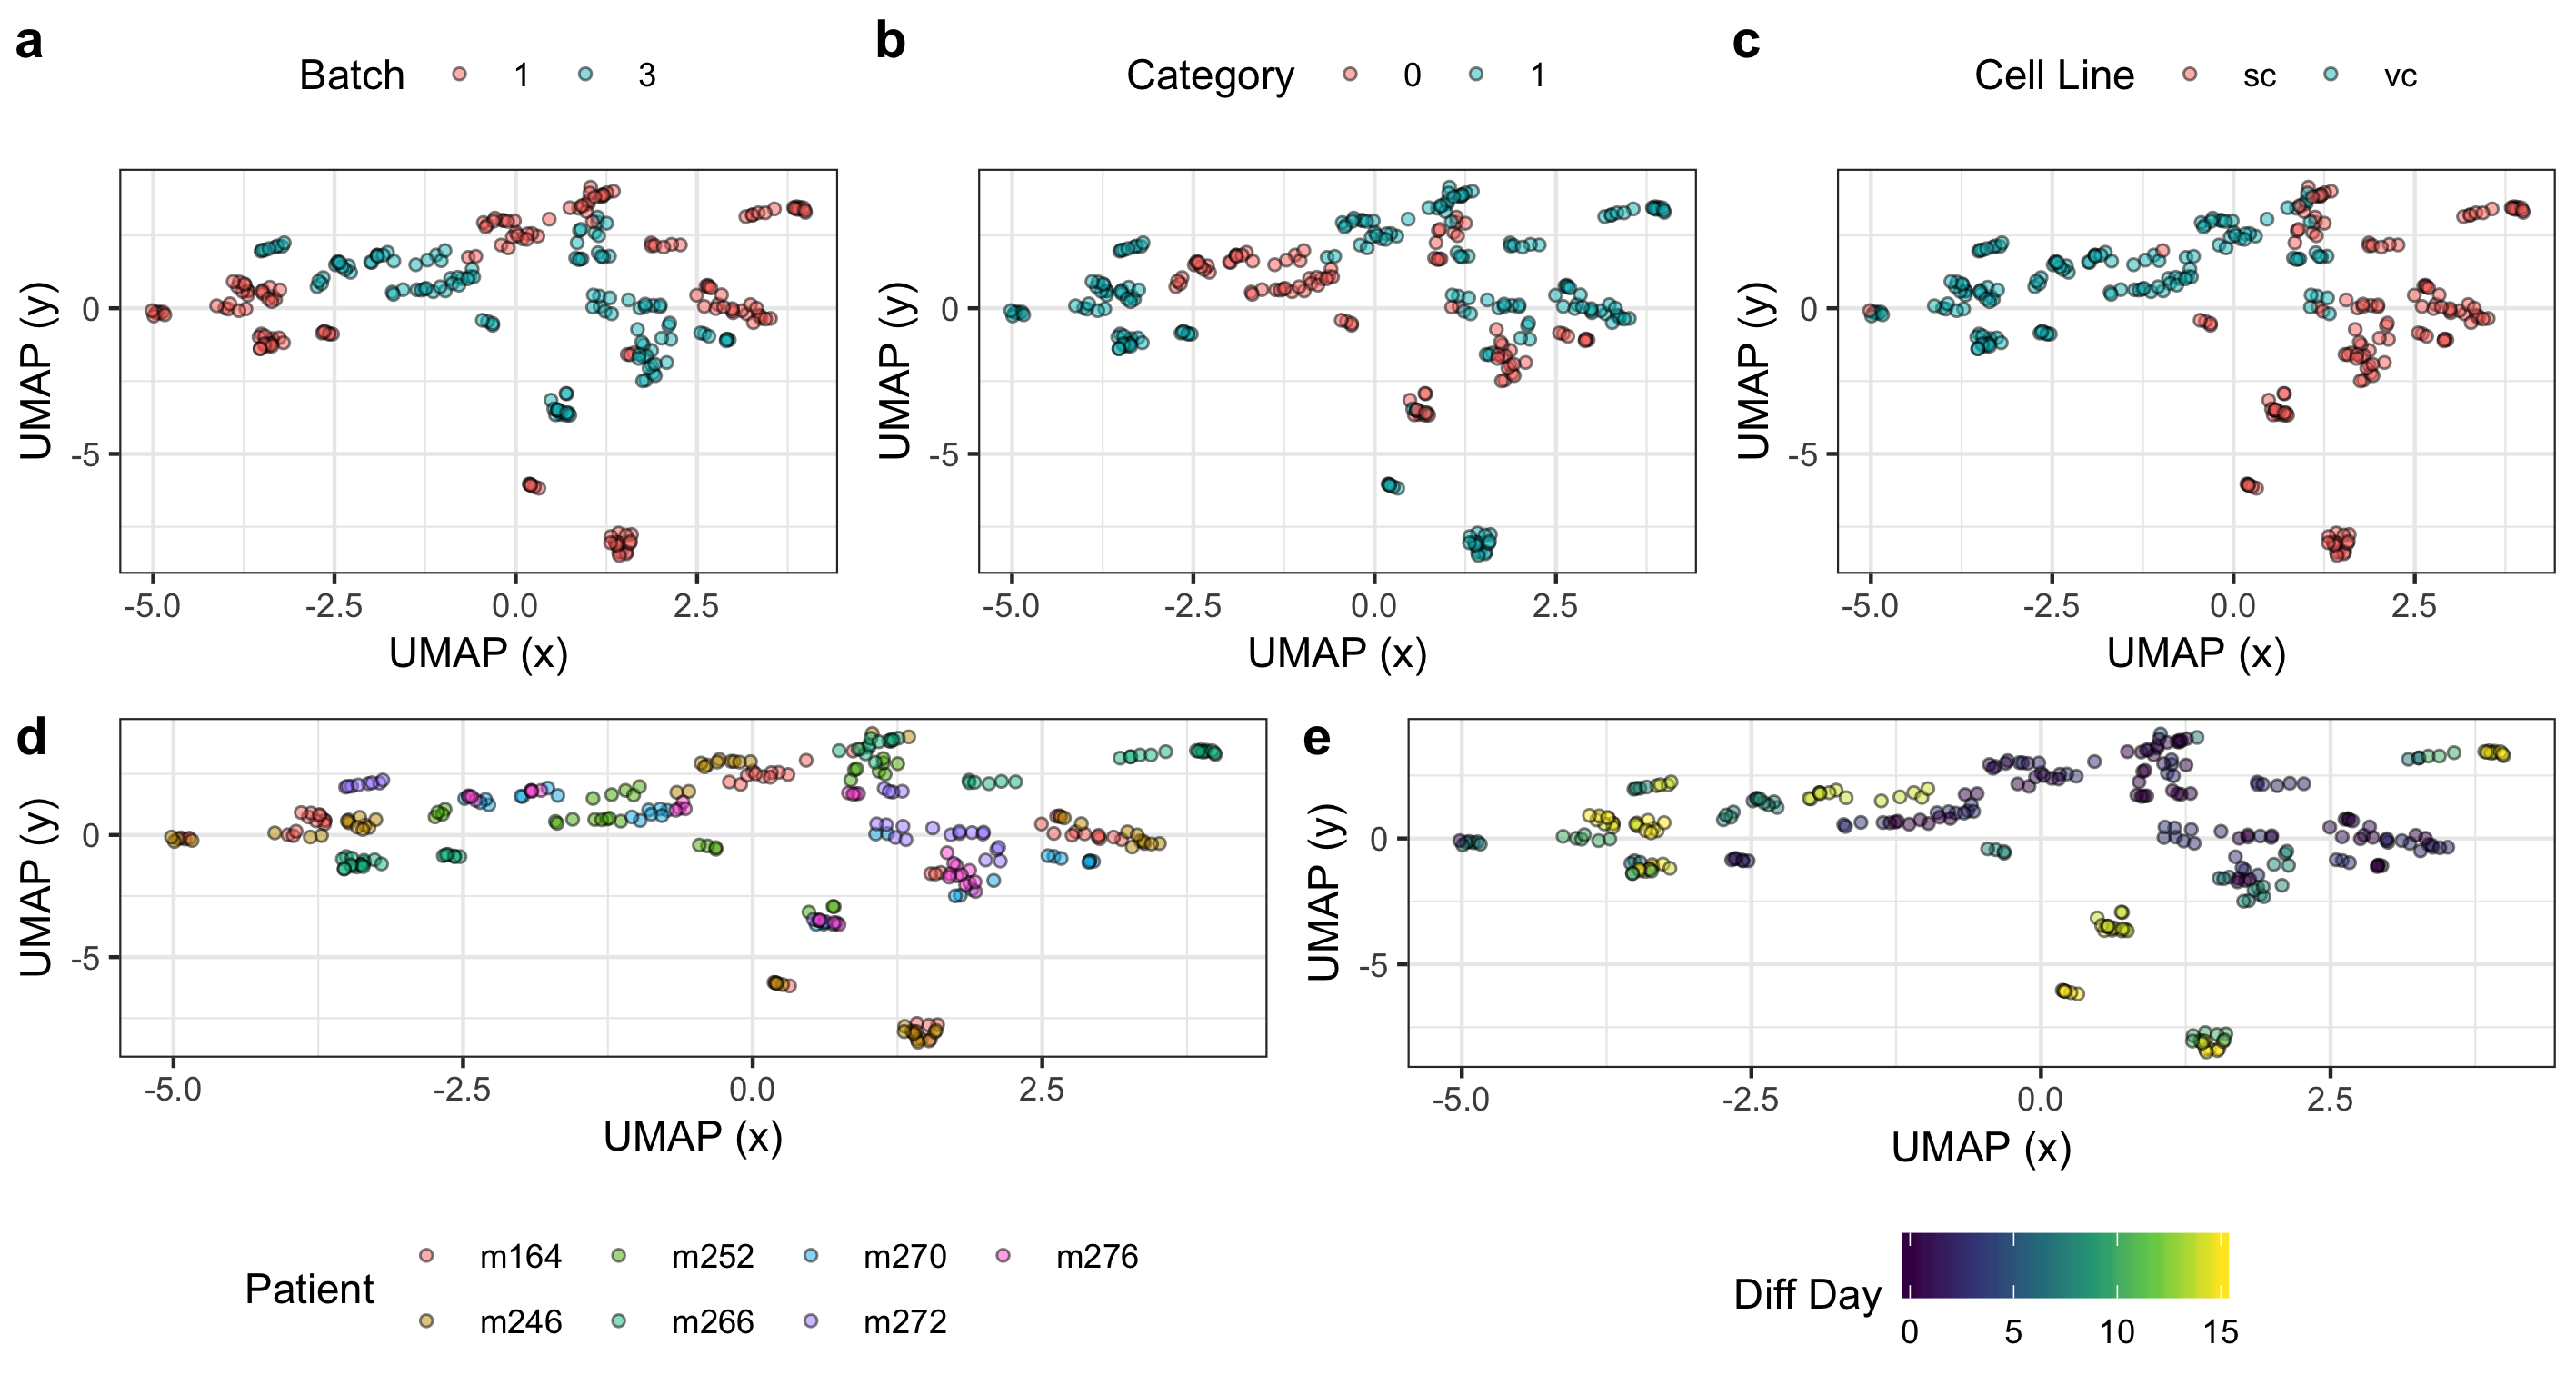 a
Batch 1 3
UMAP (y)
0
-5
-5.0 -2.5 0.0 2.5
UMAP (x)
b
Category 0 1
UMAP (y)
0
-5
-5.0 -2.5 0.0 2.5
UMAP (x)
c
Cell Line sc vc
UMAP (y)
0
-5
-5.0 -2.5 0.0 2.5
UMAP (x)
d
UMAP (y)
0
-5
-5.0 -2.5 0.0 2.5
UMAP (x)
Patient
m164 m252 m270 m276
m246 m266 m272
e
UMAP (y)
0
-5
-5.0 -2.5 0.0 2.5
UMAP (x)
Diff Day
0 5 10 15